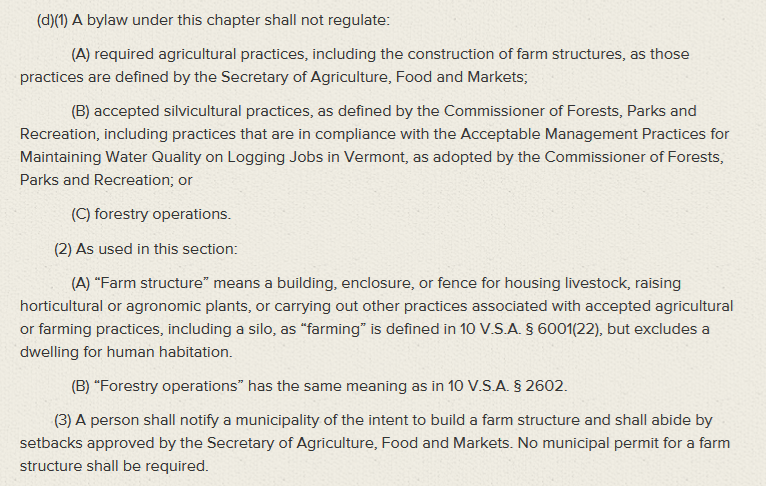 (d)(1) A bylaw under this chapter shall not regulate:
(A) required agricultural practices, including the construction of farm structures, as those
practices are defined by the Secretary of Agriculture, Food and Markets;
(B) accepted silvicultural practices, as defined by the Commissioner of Forests, Parks and
Recreation, including practices that are in compliance with the Acceptable Management Practices for
Maintaining Water Quality on Logging Jobs in Vermont, as adopted by the Commissioner of Forests,
Parks and Recreation; or
(C) forestry operations.
(2) As used in this section:
(A) “Farm structure” means a building, enclosure, or fence for housing livestock, raising
horticultural or agronomic plants, or carrying out other practices associated with accepted agricultural
or farming practices, including a silo, as “farming” is defined in 10 V.S.A. § 6001(22), but excludes a
dwelling for human habitation.
(B) “Forestry operations” has the same meaning as in 10 V.S.A. § 2602.
(3) A person shall notify a municipality of the intent to build a farm structure and shall abide by
setbacks approved by the Secretary of Agriculture, Food and Markets. No municipal permit for a farm
structure shall be required.